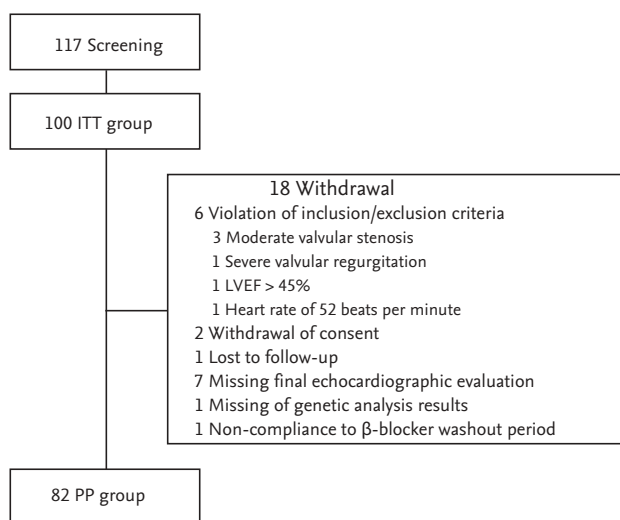 117 Screening
100 ITT group
18 Withdrawal
6 Violation of inclusion/exclusion criteria
3 Moderate valvular stenosis
1 Severe valvular regurgitation
1 LVEF > 45%
1 Heart rate of 52 beats per minute
2 Withdrawal of consent
1 Lost to follow-up
7 Missing final echocardiographic evaluation
1 Missing of genetic analysis results
1 Non-compliance to β-blocker washout period
82 PP group